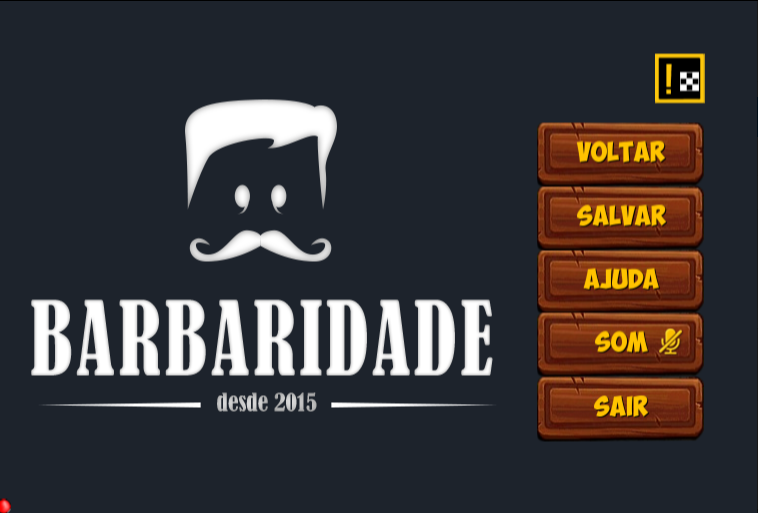 !
VOLTAR
SALVAR
AJUDA
SOM
SAIR
BARBARIDADE
desde 2015